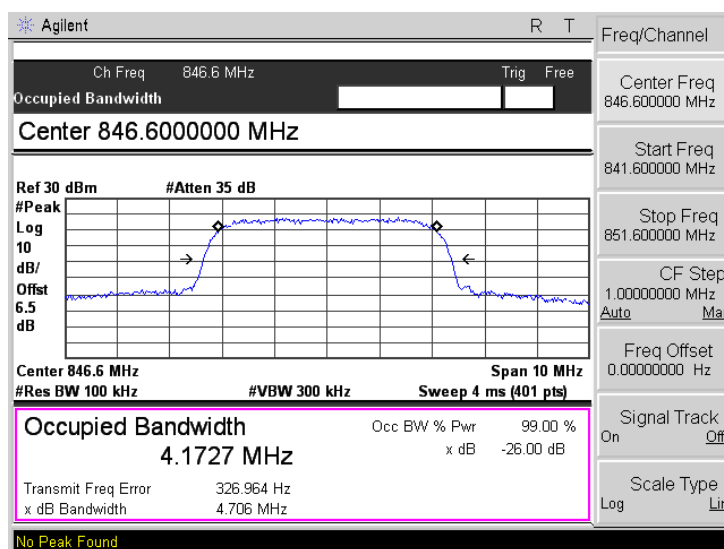 Agilent R T
Freq/Channel
Ch Freq 846.6 MHz Trig Free
Occupied Bandwidth
Center 846.6000000 MHz
Center Freq
846.600000 MHz
Start Freq
841.600000 MHz
Stop Freq
851.600000 MHz
CF Step
1.00000000 MHz
Auto Ma
Freq Offset
0.00000000 Hz
Signal Track
On Off
Scale Type
Log Lin
Ref 30 dBm #Atten 35 dB
#Peak
Log
10
dB/
Offst
6.5
dB
Center 846.6 MHz Span 10 MHz
#Res BW 100 kHz #VBW 300 kHz Sweep 4 ms (401 pts)
Occupied Bandwidth Occ BW % Pwr 99.00 %
4.1727 MHz x dB -26.00 dB
Transmit Freq Error 326.964 Hz
x dB Bandwidth 4.706 MHz
No Peak Found